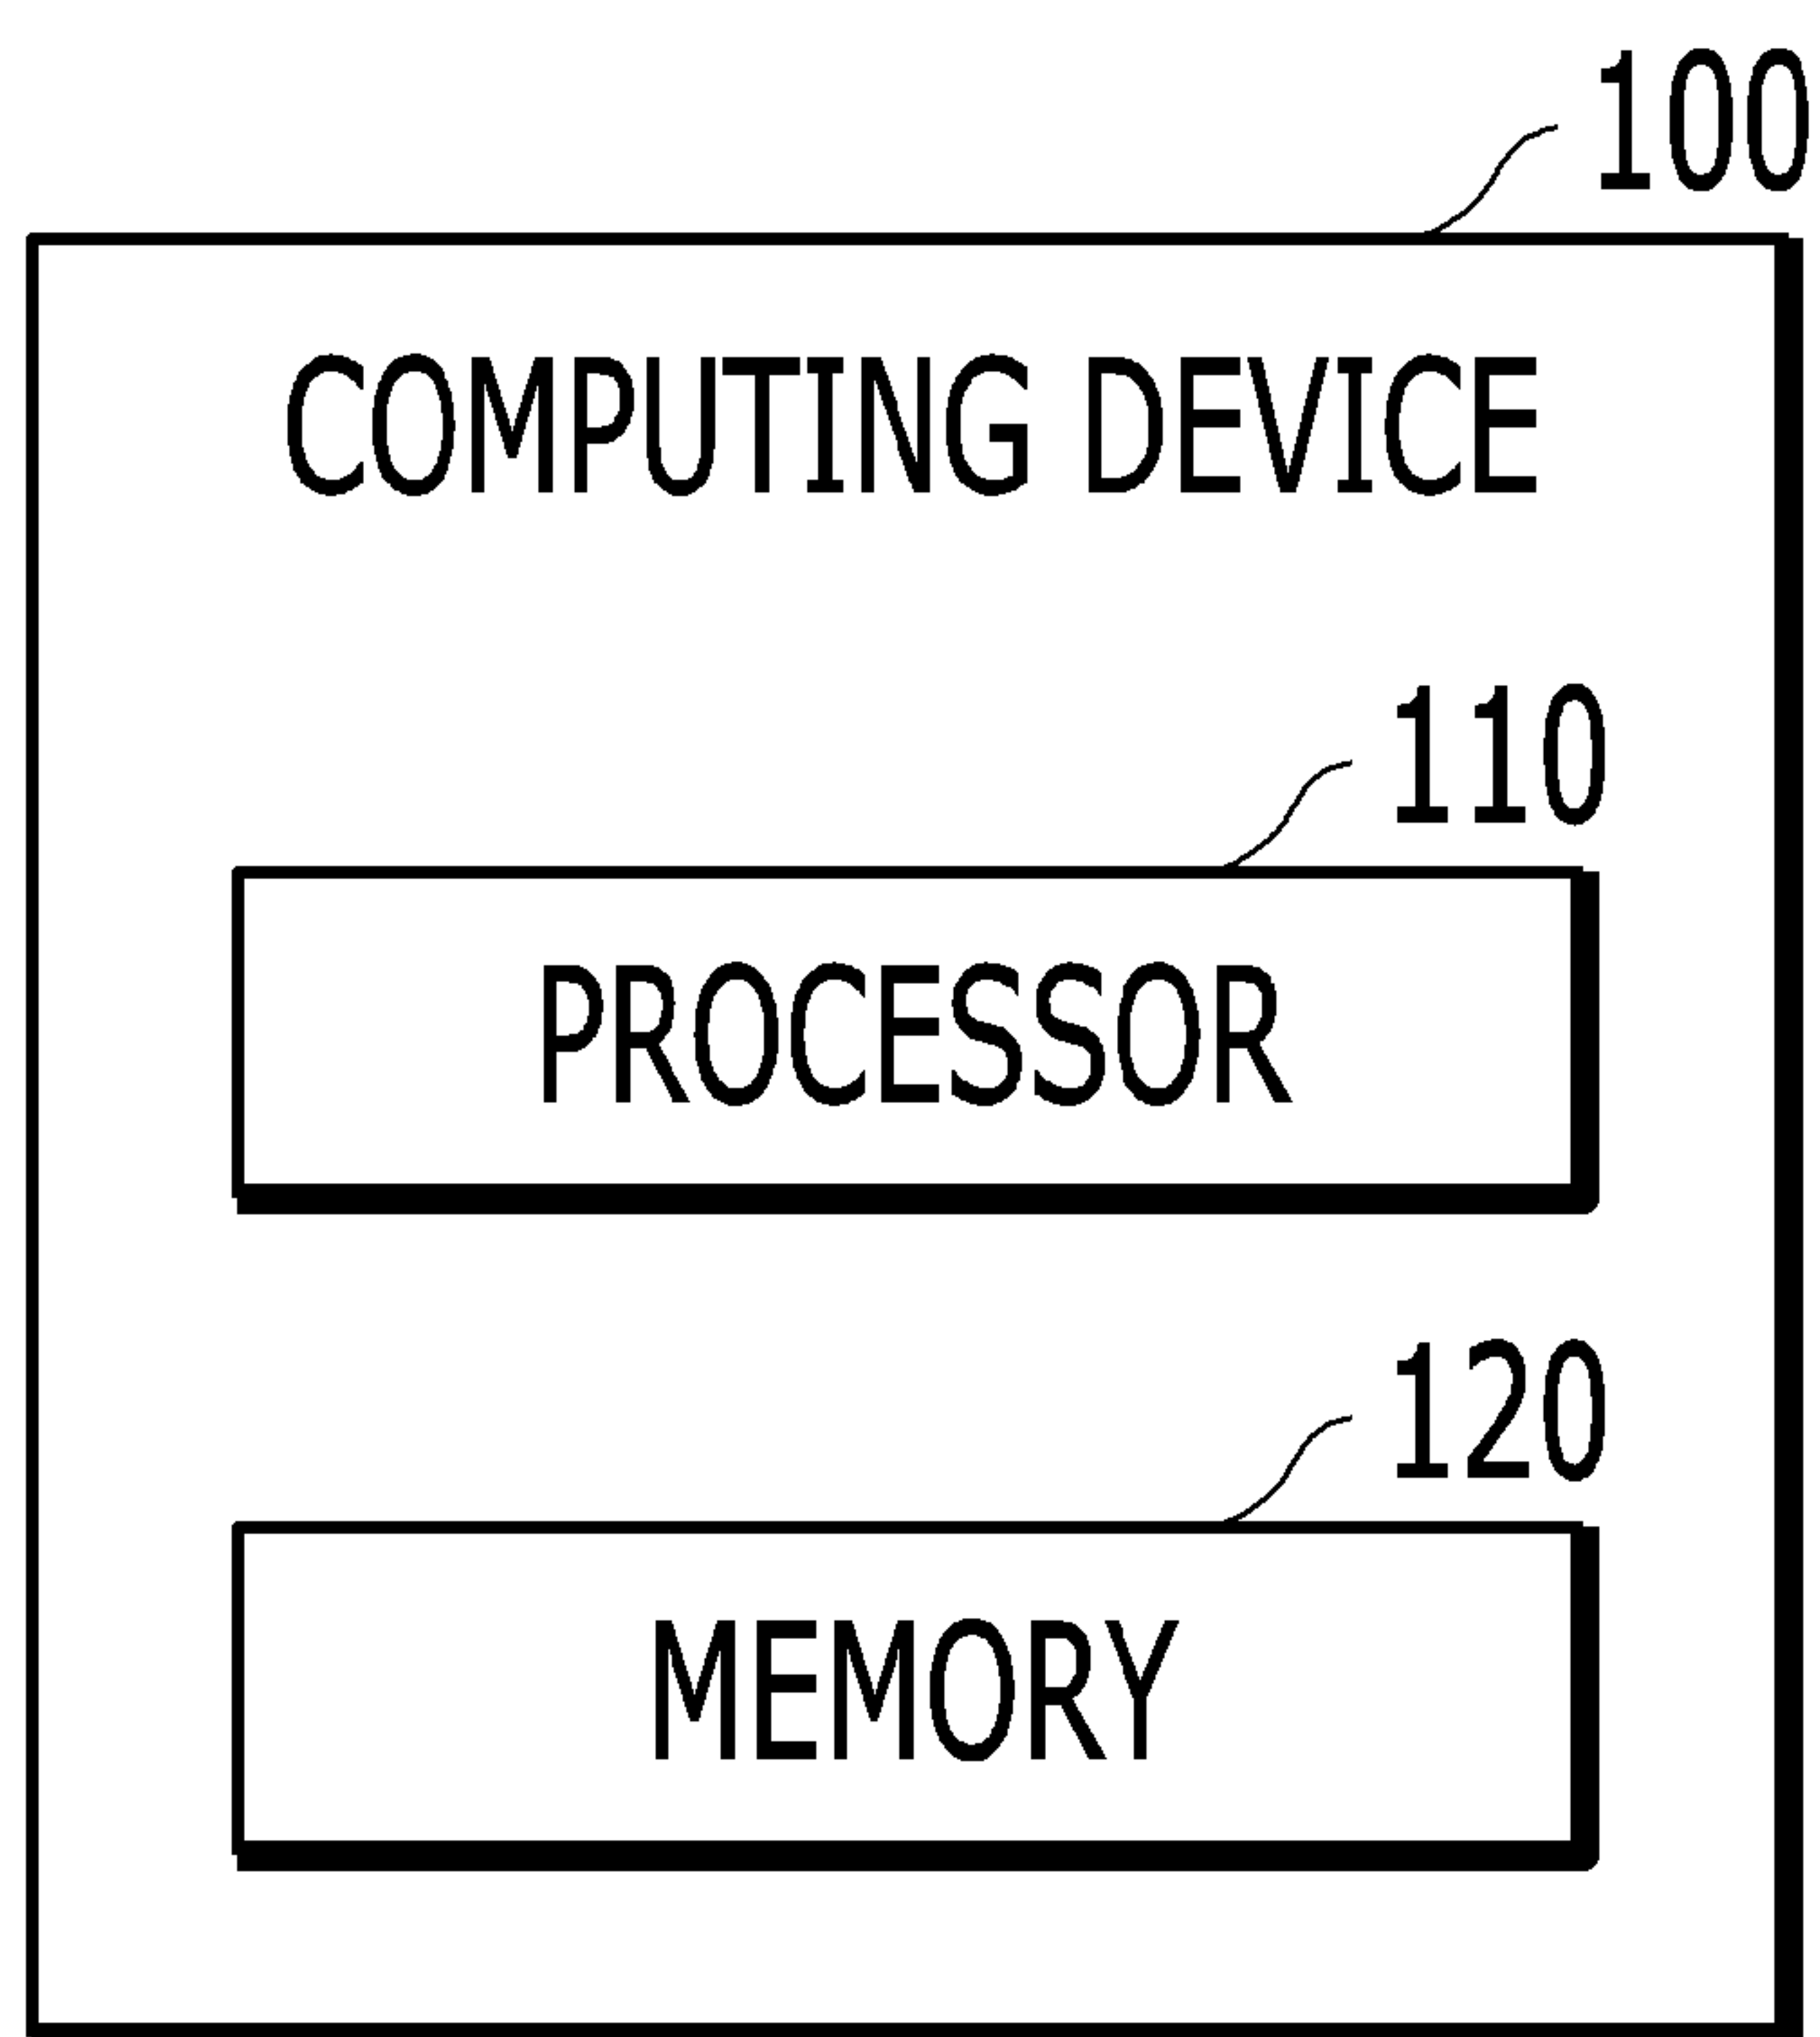 100
COMPUTING DEVICE
110
PROCESSOR
120
MEMORY